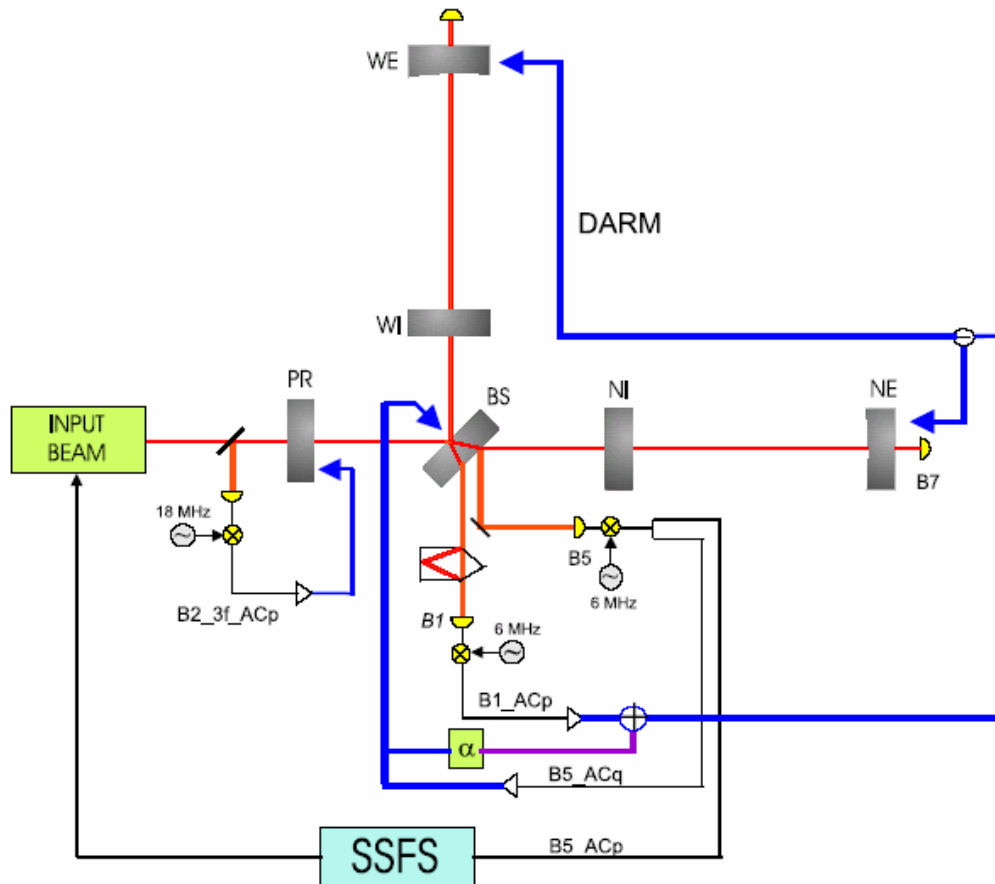 WE
DARM
WI
PR
BS
NI
NE
INPUT
BEAM
B7
18 MHz
B5
6 MHz
B2_3f_ACp
B1
6 MHz
B1_ACp
α
B5_ACq
SSFS
B5_ACp